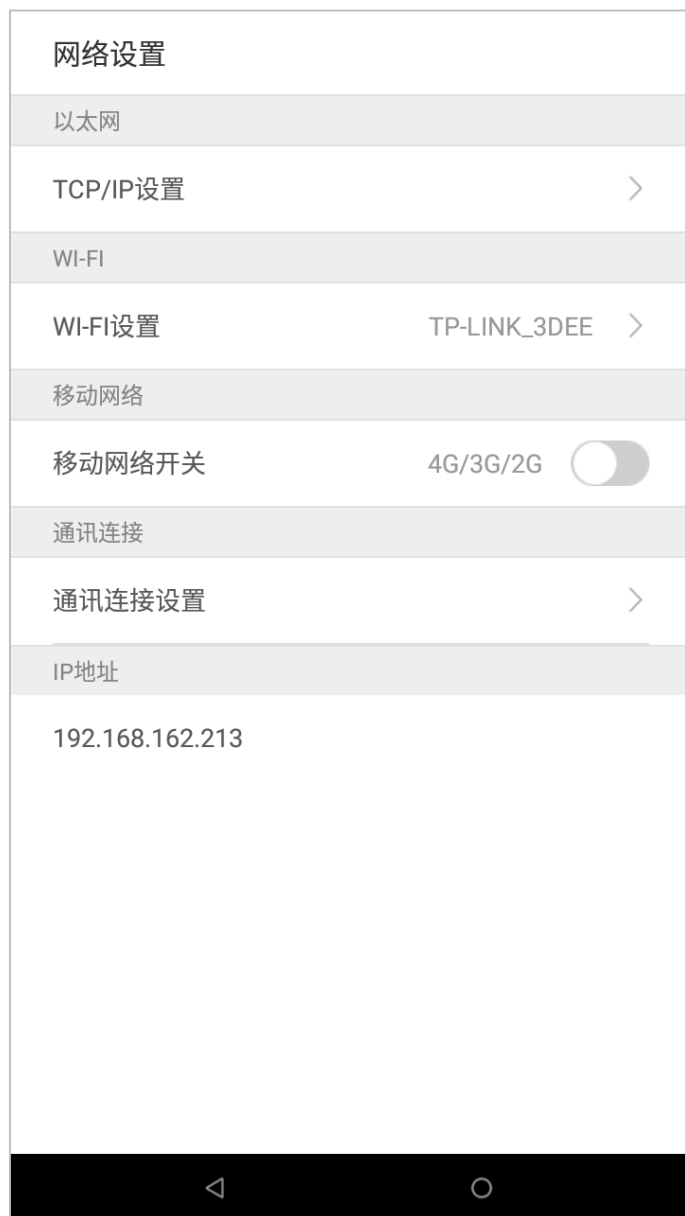 网络设置
以太网
TCP/IP设置
WI-FI
WI-FI设置 TP-LINK_3DEE
移动网络
移动网络开关 4G/3G/2G
通讯连接
通讯连接设置
IP地址
192.168.162.213